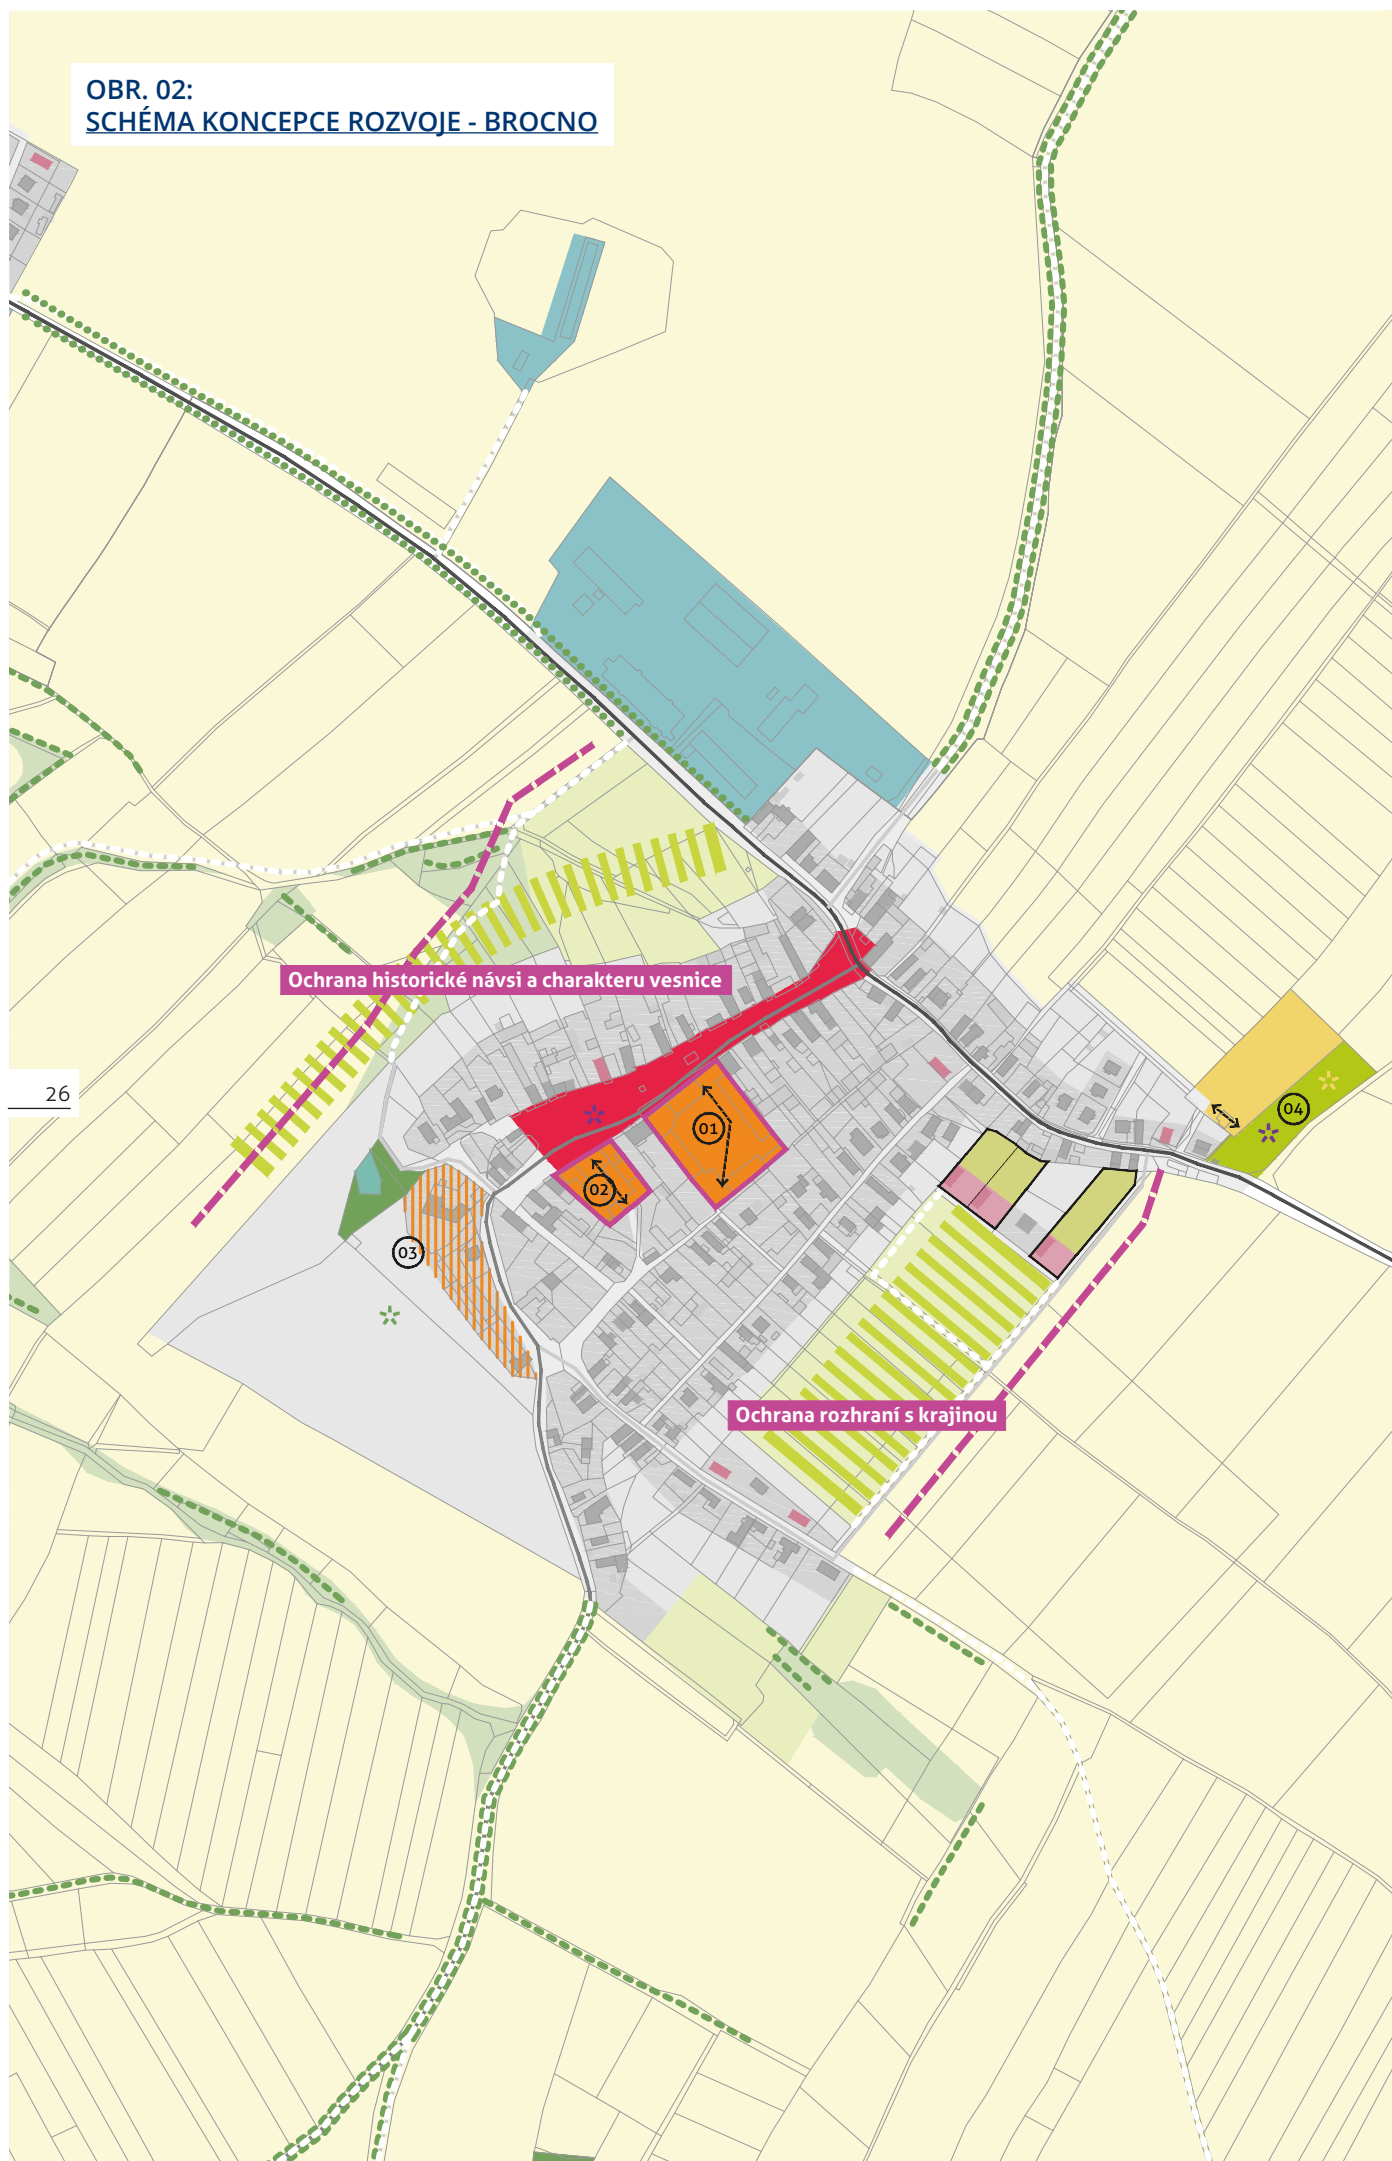 OBR. 02:
SCHÉMA KONCEPCE ROZVOJE - BROCNO
Ochrana historické návsi a charakteru vesnice
26
04
01
02
03
Ochrana rozhraní s krajinou